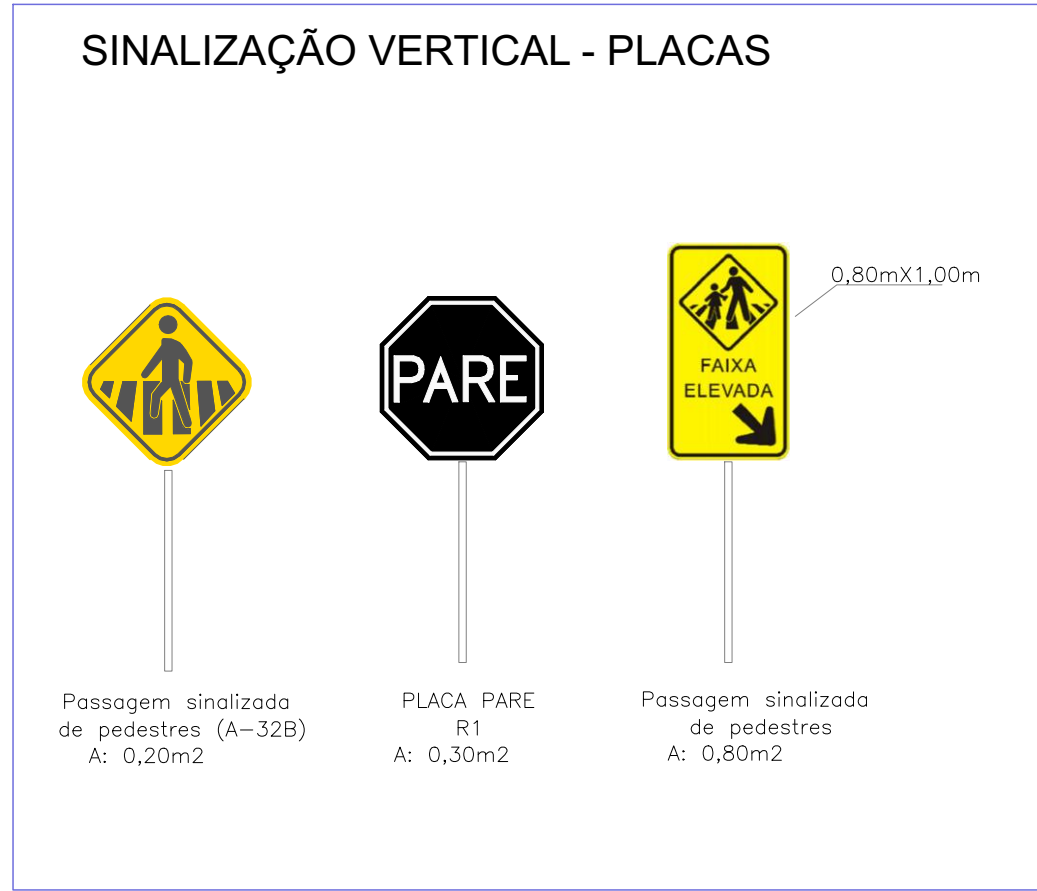 SINALIZAÇÃO VERTICAL - PLACAS
0,80mX1,00m
PARE
FAIXA
ELEVADA
Passagem sinalizada
de pedestres (A-32B)
A: 0,20m2
PLACA PARE
R1
A: 0,30m2
Passagem sinalizada
de pedestres
A: 0,80m2